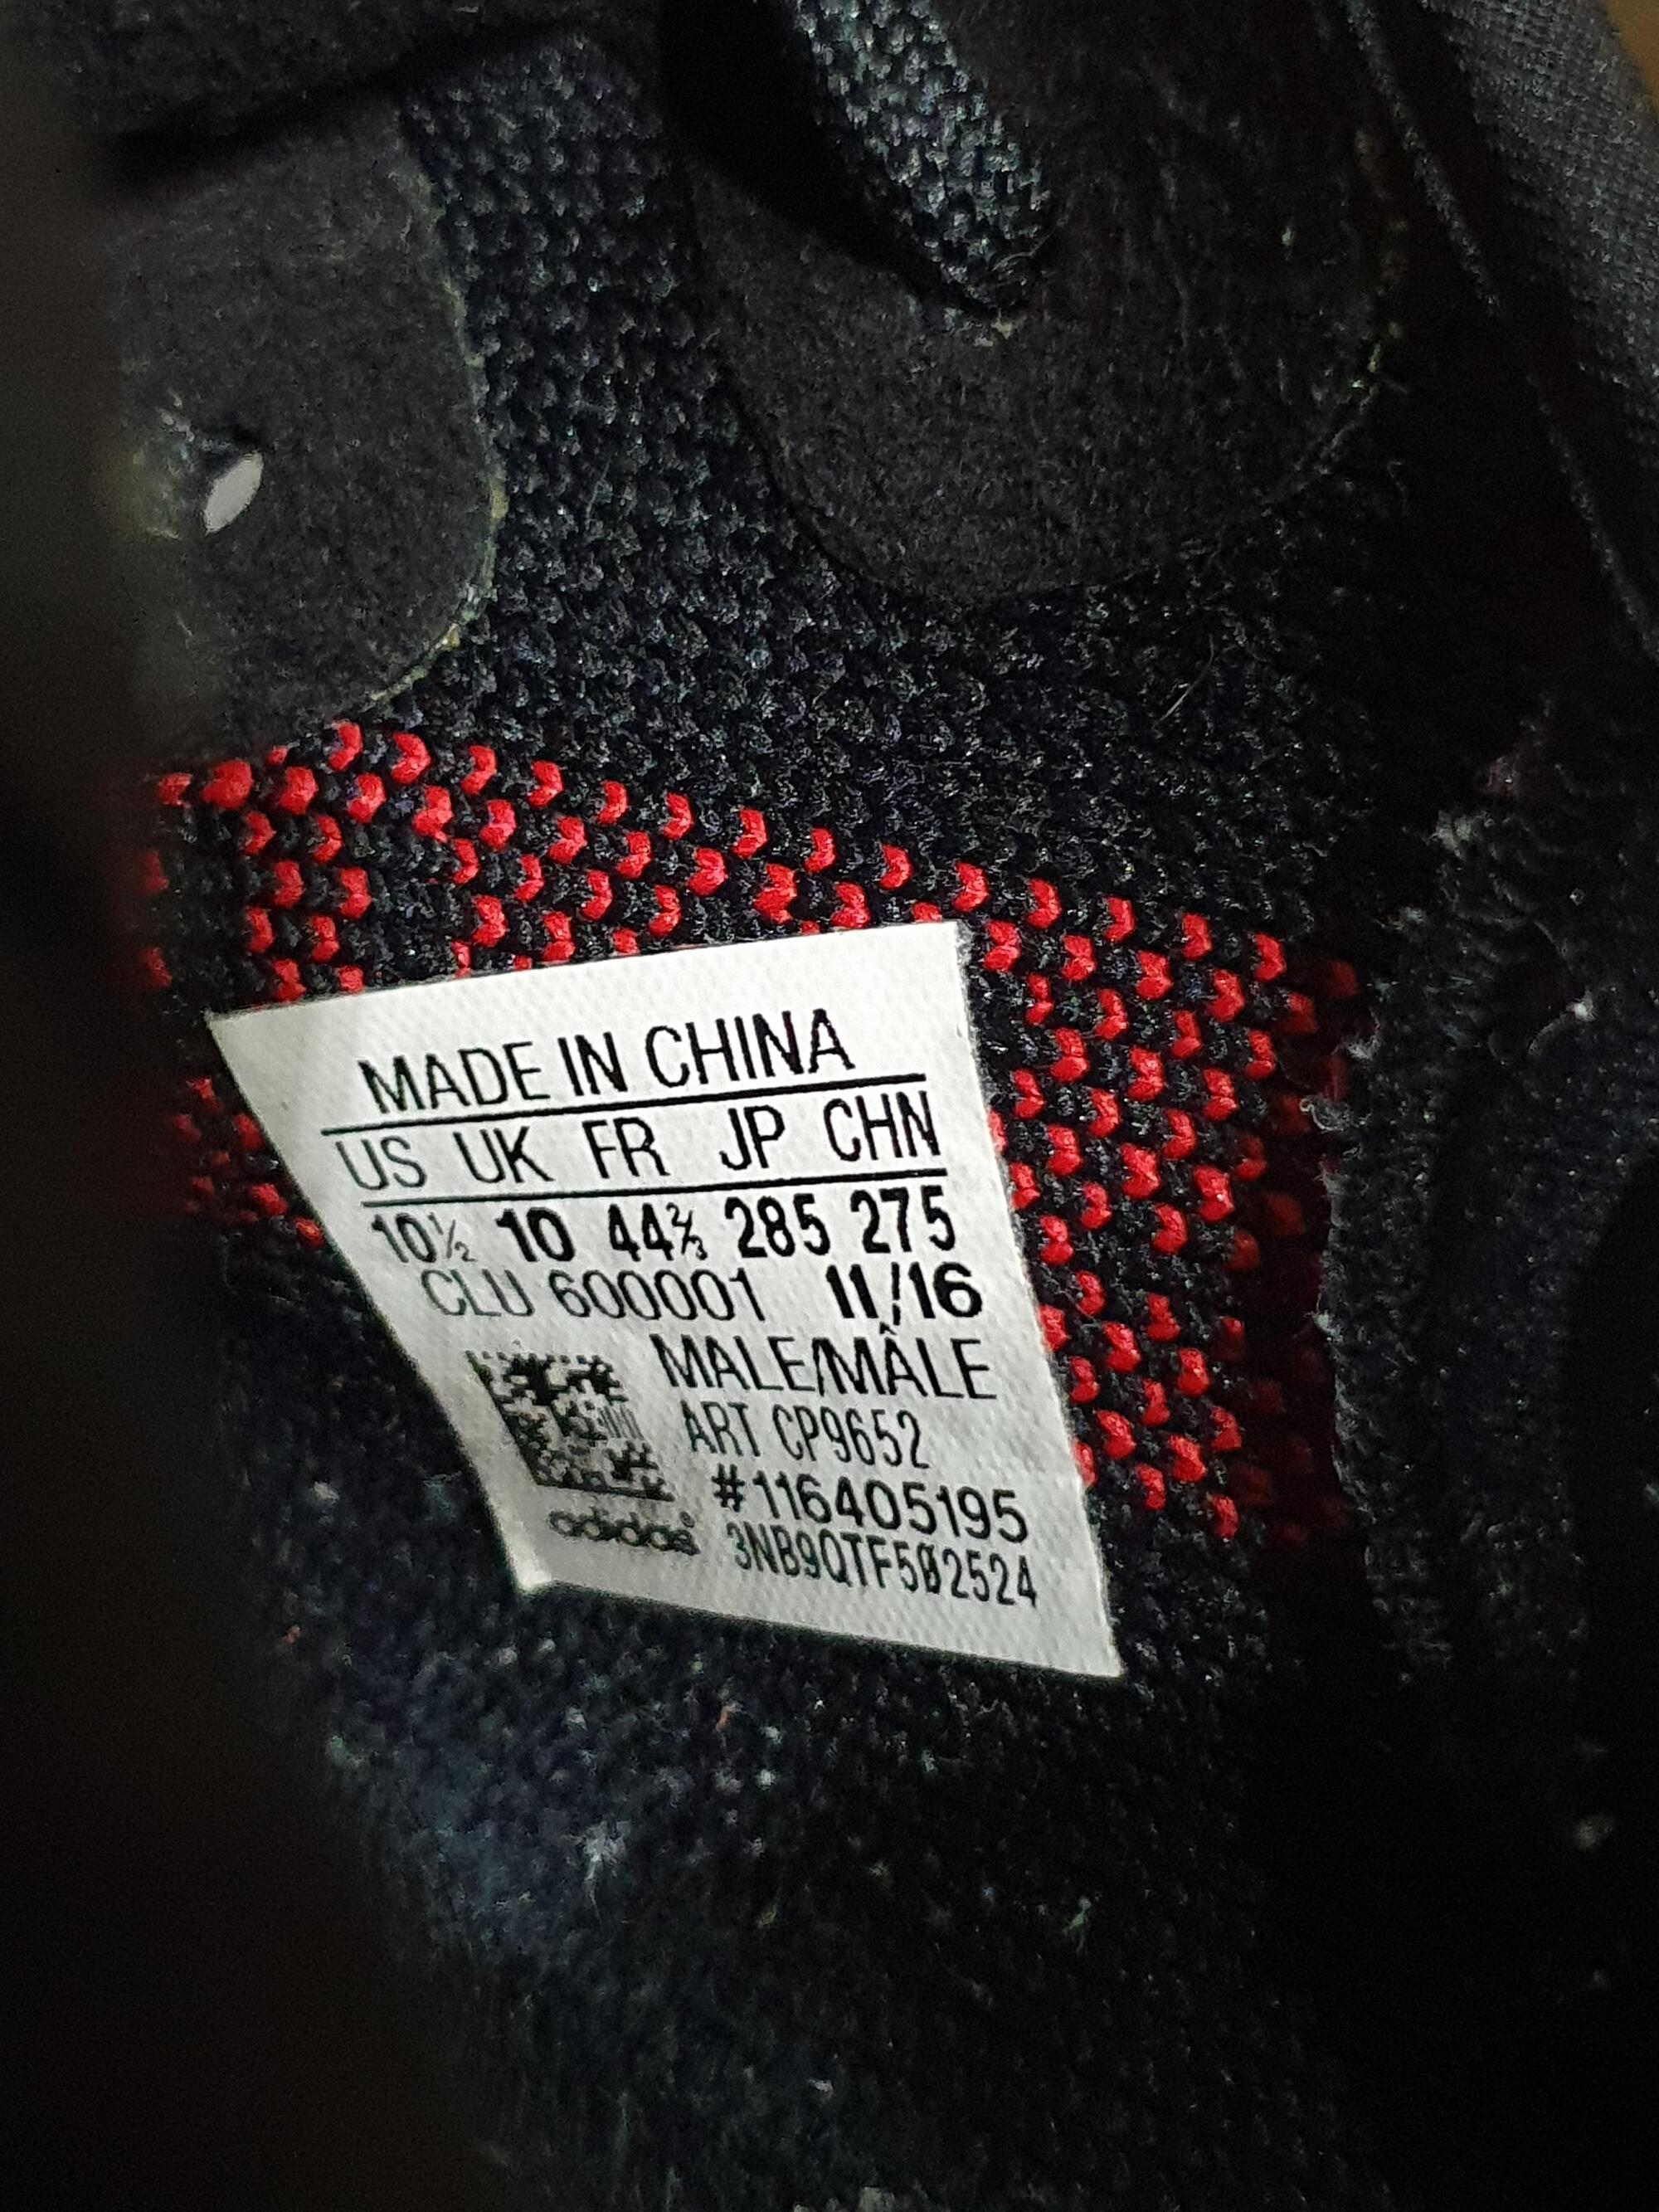 MADE IN CHINA
US UK FR JP CHN
10½ 10 44⅔ 285 275
CLU 600001 11/16
MALE/MÂLE
ART CP9652
#116405195
adidas® 3NB9QTF502524